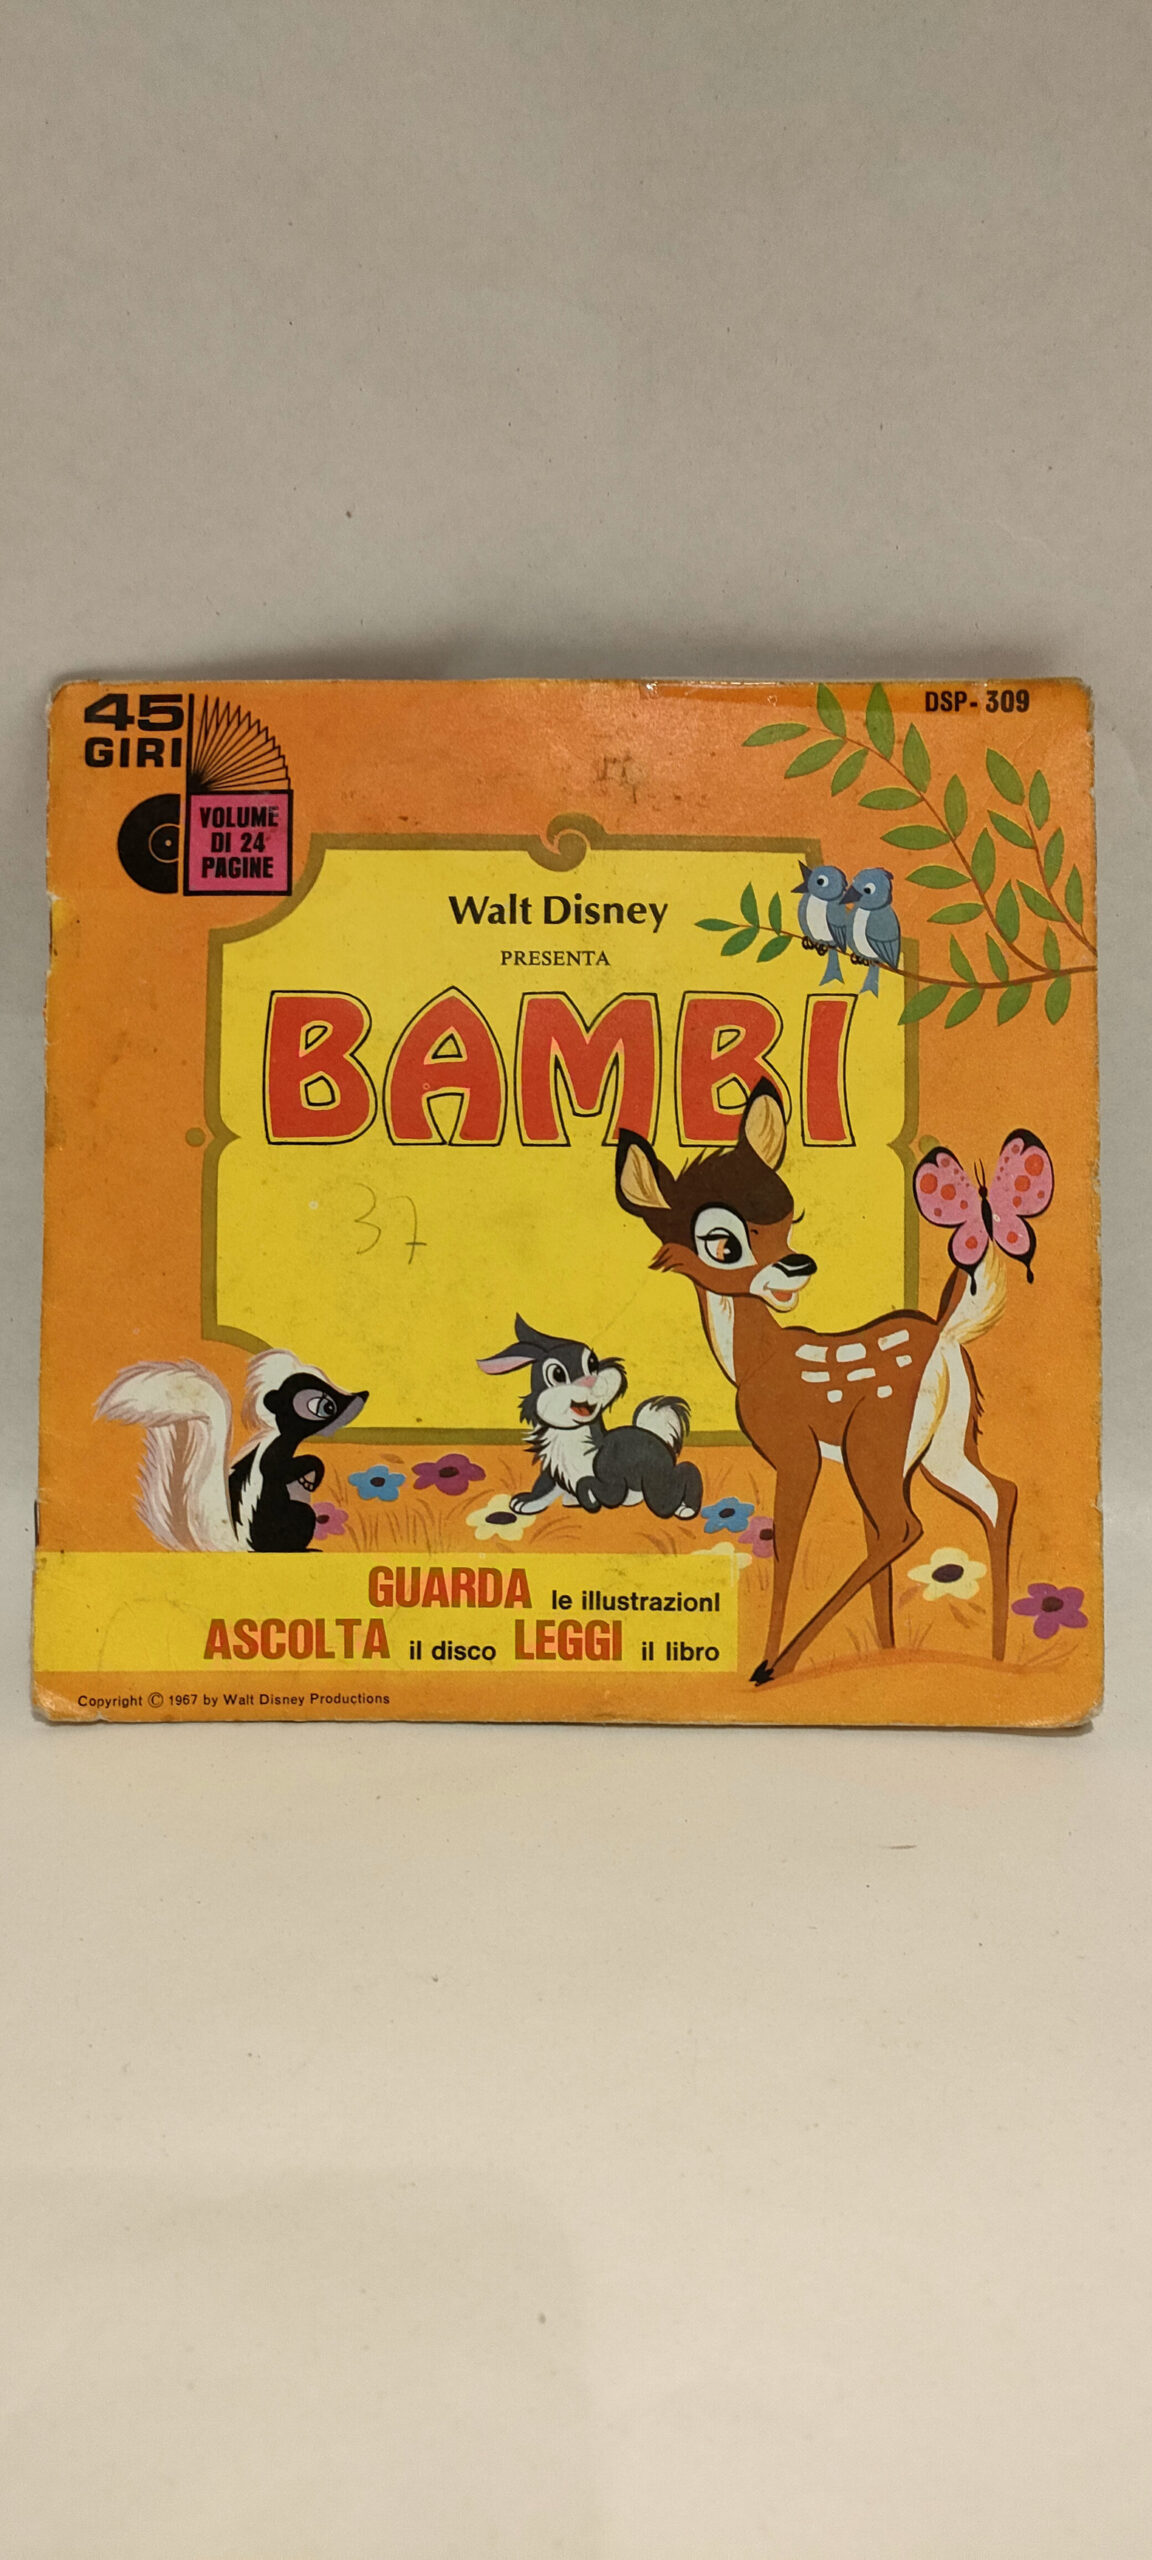 45
GIRI
VOLUME
DI 24
PAGINE
DSP- 309
Walt Disney
PRESENTA
BAMBI
37
GUARDA le illustrazionI
ASCOLTA il disco LEGGI il libro
Copyright © 1967 by Walt Disney Productions